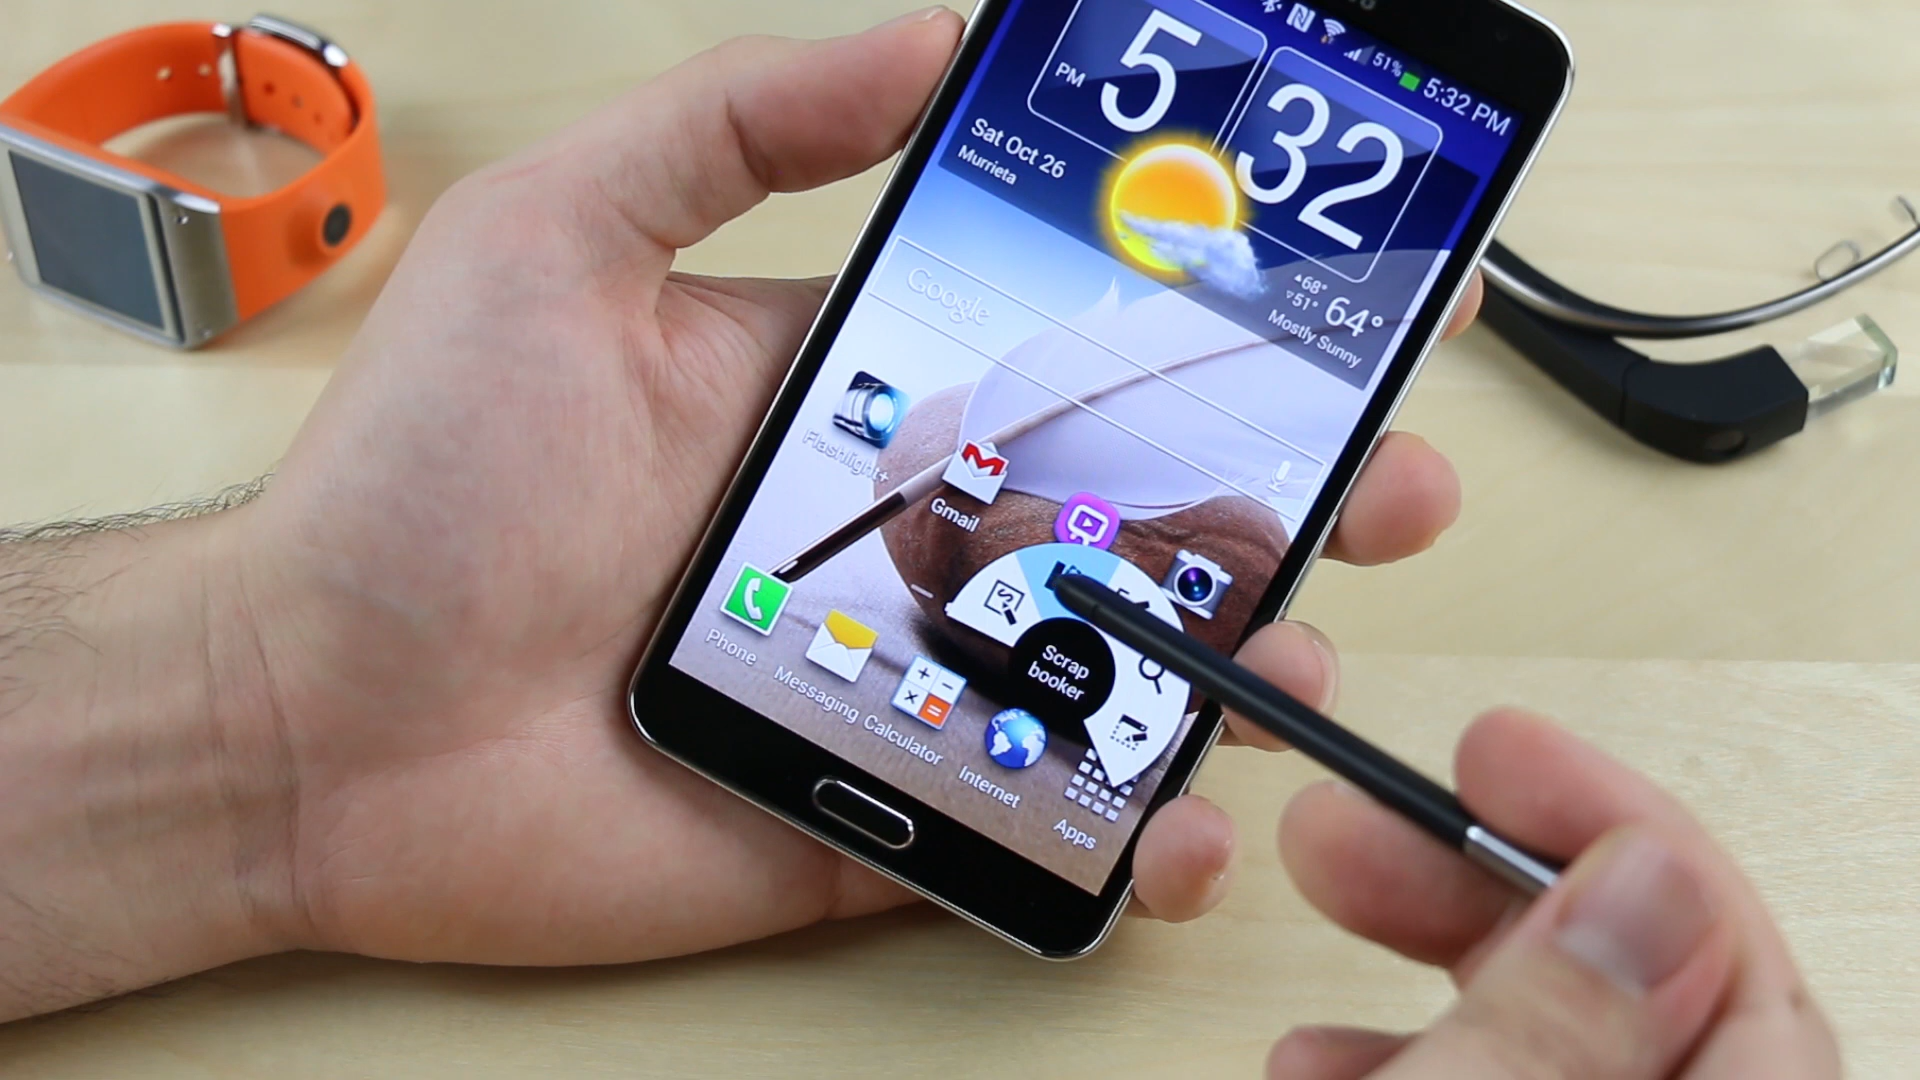 51% 5:32 PM
PM 5 32
Sat Oct 26
Murrieta
68°
51°
64°
Mostly Sunny
Google
Flashlight+
Gmail
Scrap
booker
Phone
Messaging
Calculator
Internet
Apps